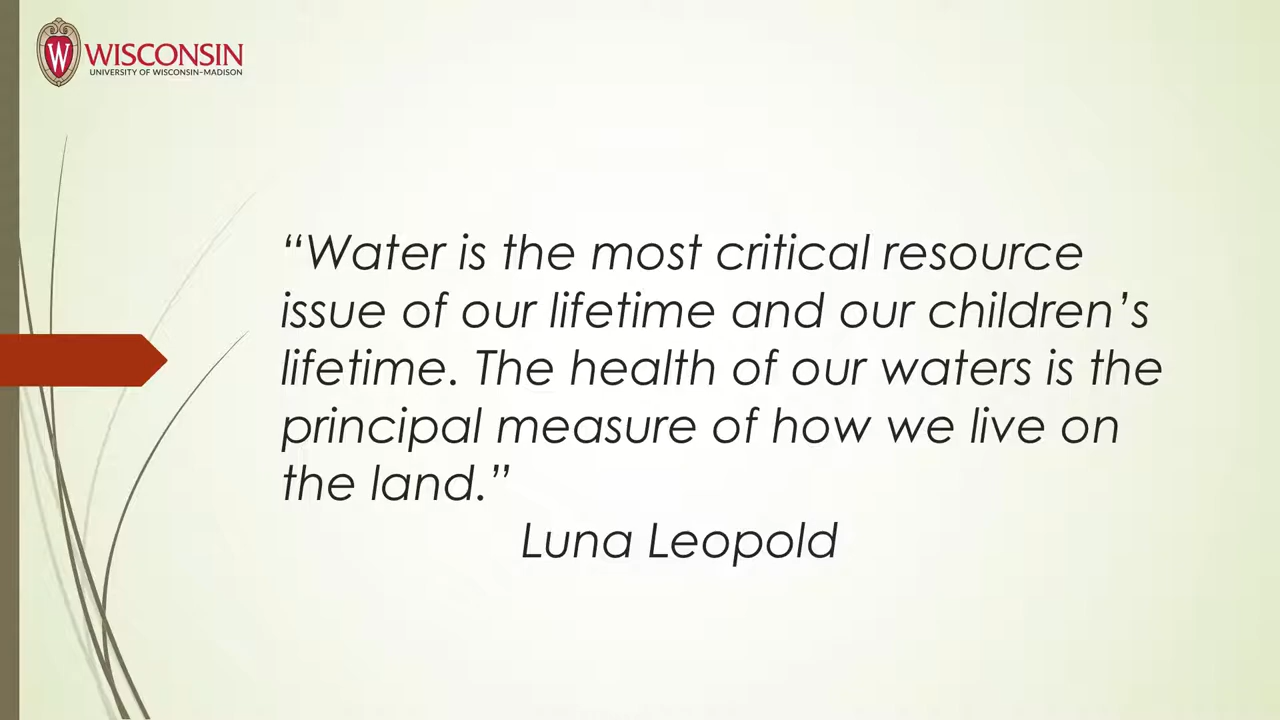 W
WISCONSIN
UNIVERSITY OF WISCONSIN–MADISON
“Water is the most critical resource
issue of our lifetime and our children’s
lifetime. The health of our waters is the
principal measure of how we live on
the land.”
Luna Leopold